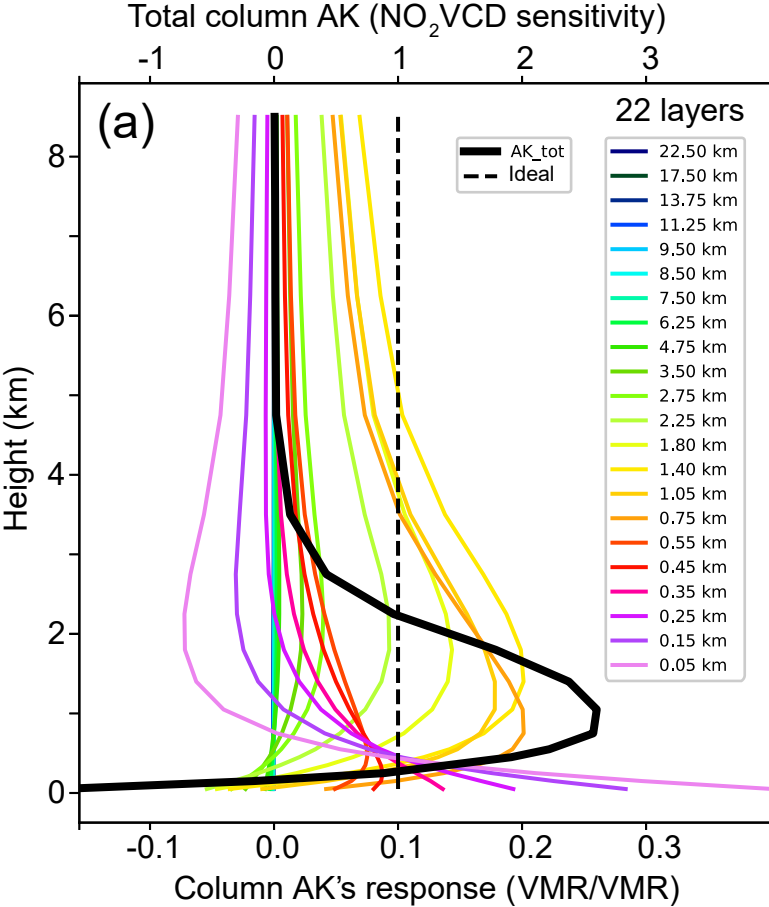 Total column AK (NO2VCD sensitivity)
-1 0 1 2 3
(a)
22 layers
AK_tot
Ideal
22.50 km
17.50 km
13.75 km
11.25 km
9.50 km
8.50 km
7.50 km
6.25 km
4.75 km
3.50 km
2.75 km
2.25 km
1.80 km
1.40 km
1.05 km
0.75 km
0.55 km
0.45 km
0.35 km
0.25 km
0.15 km
0.05 km
Height (km)
8
6
4
2
0
-0.1 0.0 0.1 0.2 0.3
Column AK's response (VMR/VMR)